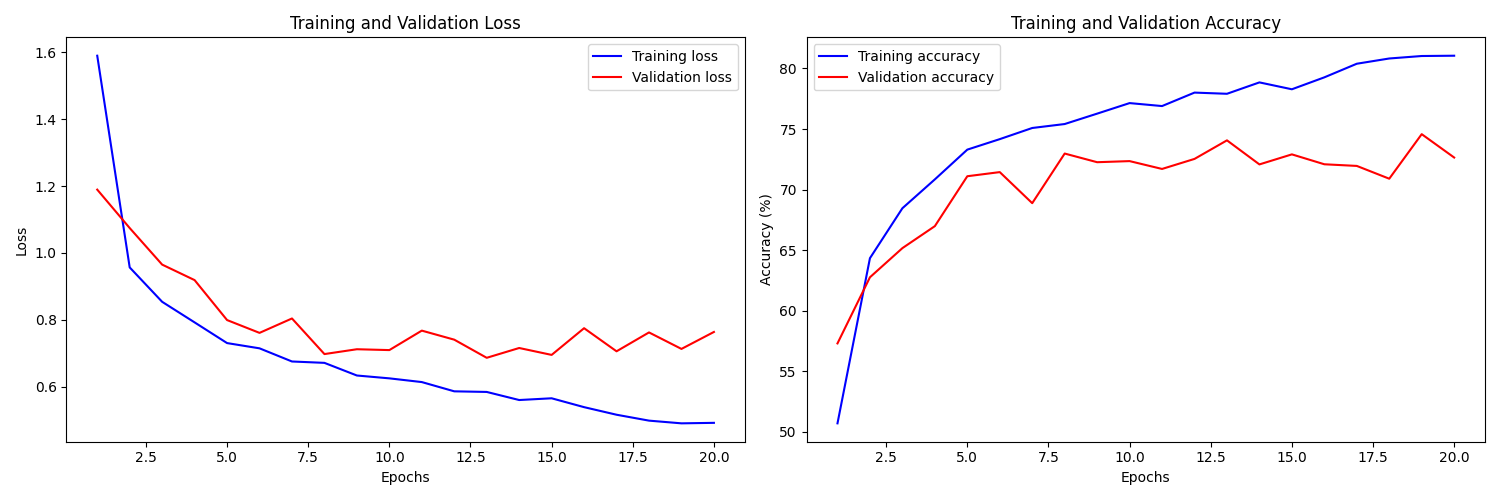 Training and Validation Loss
Training loss
Validation loss
1.6
1.4
1.2
1.0
0.8
0.6
Loss
2.5 5.0 7.5 10.0 12.5 15.0 17.5 20.0
Epochs
Training and Validation Accuracy
Training accuracy
Validation accuracy
80
75
70
65
60
55
50
Accuracy (%)
2.5 5.0 7.5 10.0 12.5 15.0 17.5 20.0
Epochs